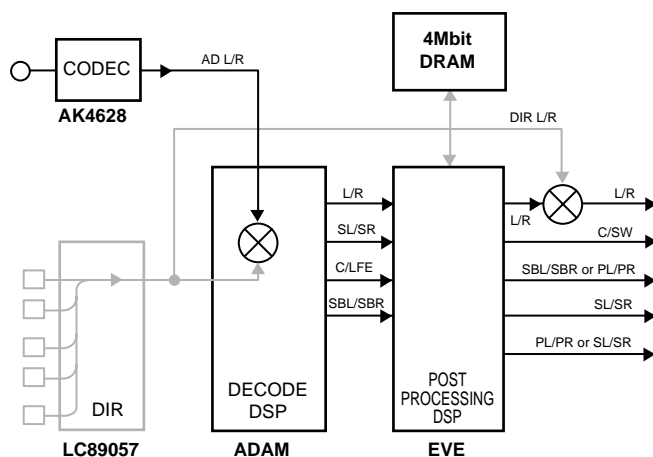 CODEC
AD L/R
AK4628
4Mbit
DRAM
DIR L/R
L/R
L/R
L/R
SL/SR
C/SW
C/LFE
SBL/SBR or PL/PR
SBL/SBR
SL/SR
PL/PR or SL/SR
DECODE
DSP
POST
PROCESSING
DSP
DIR
LC89057
ADAM
EVE